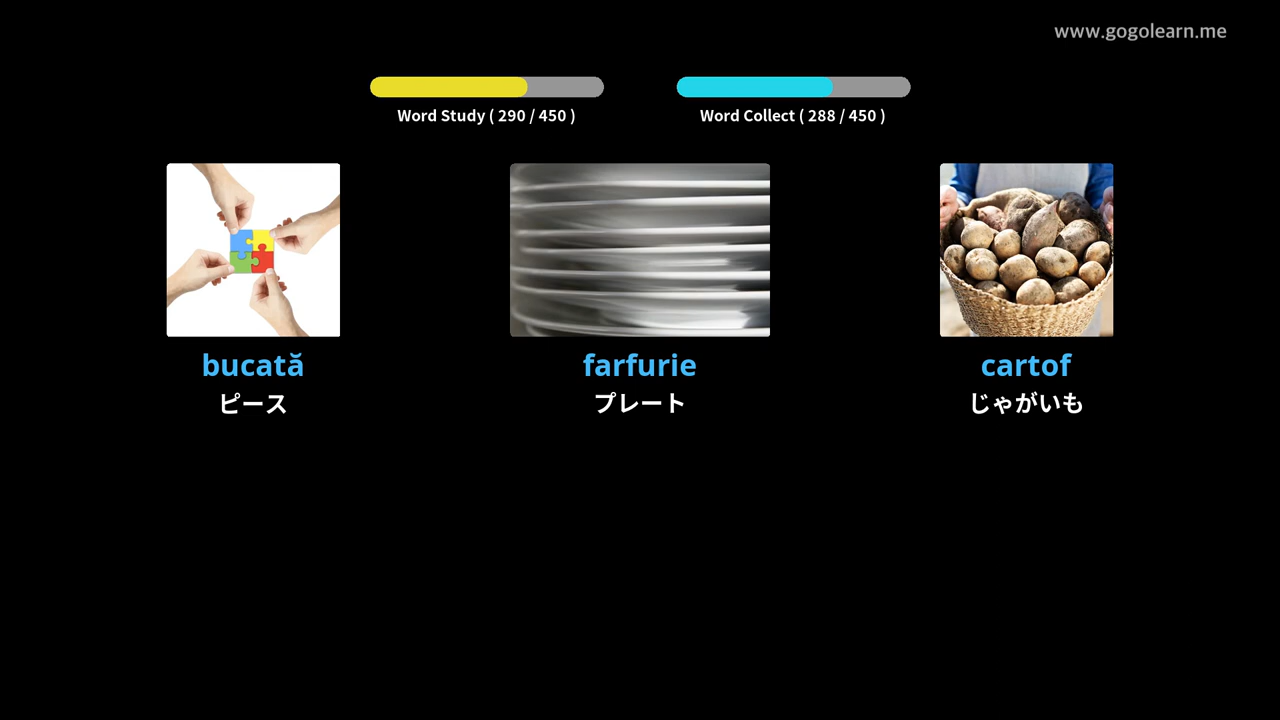 www.gogolearn.me
Word Study ( 290 / 450 )
Word Collect ( 288 / 450 )
bucată
farfurie
cartof
ピース
プレート
じゃがいも